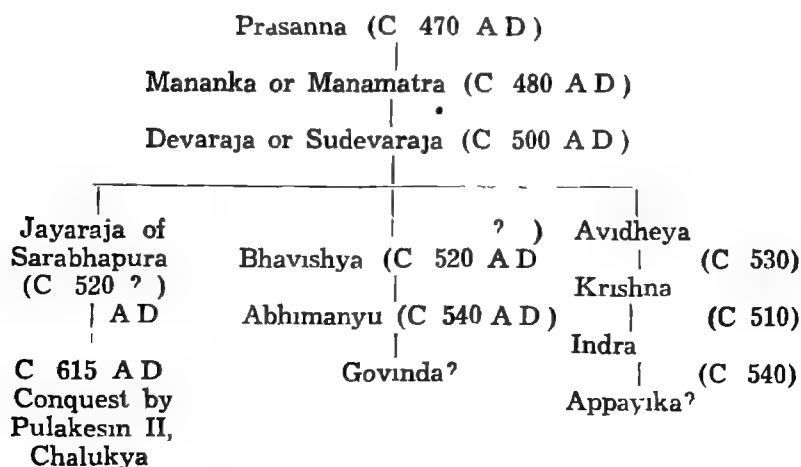 Prasanna (C 470 A D)
Mananka or Manamatra (C 480 A D)
Devaraja or Sudevaraja (C 500 A D)
Jayaraja of
Sarabhapura
(C 520 ? )
A D
C 615 A D
Conquest by
Pulakesin II,
Chalukya
? )
Bhavishya (C 520 A D
Abhimanyu (C 540 A D)
Govinda?
Avidheya
(C 530)
Krishna
(C 510)
Indra
(C 540)
Appayika?